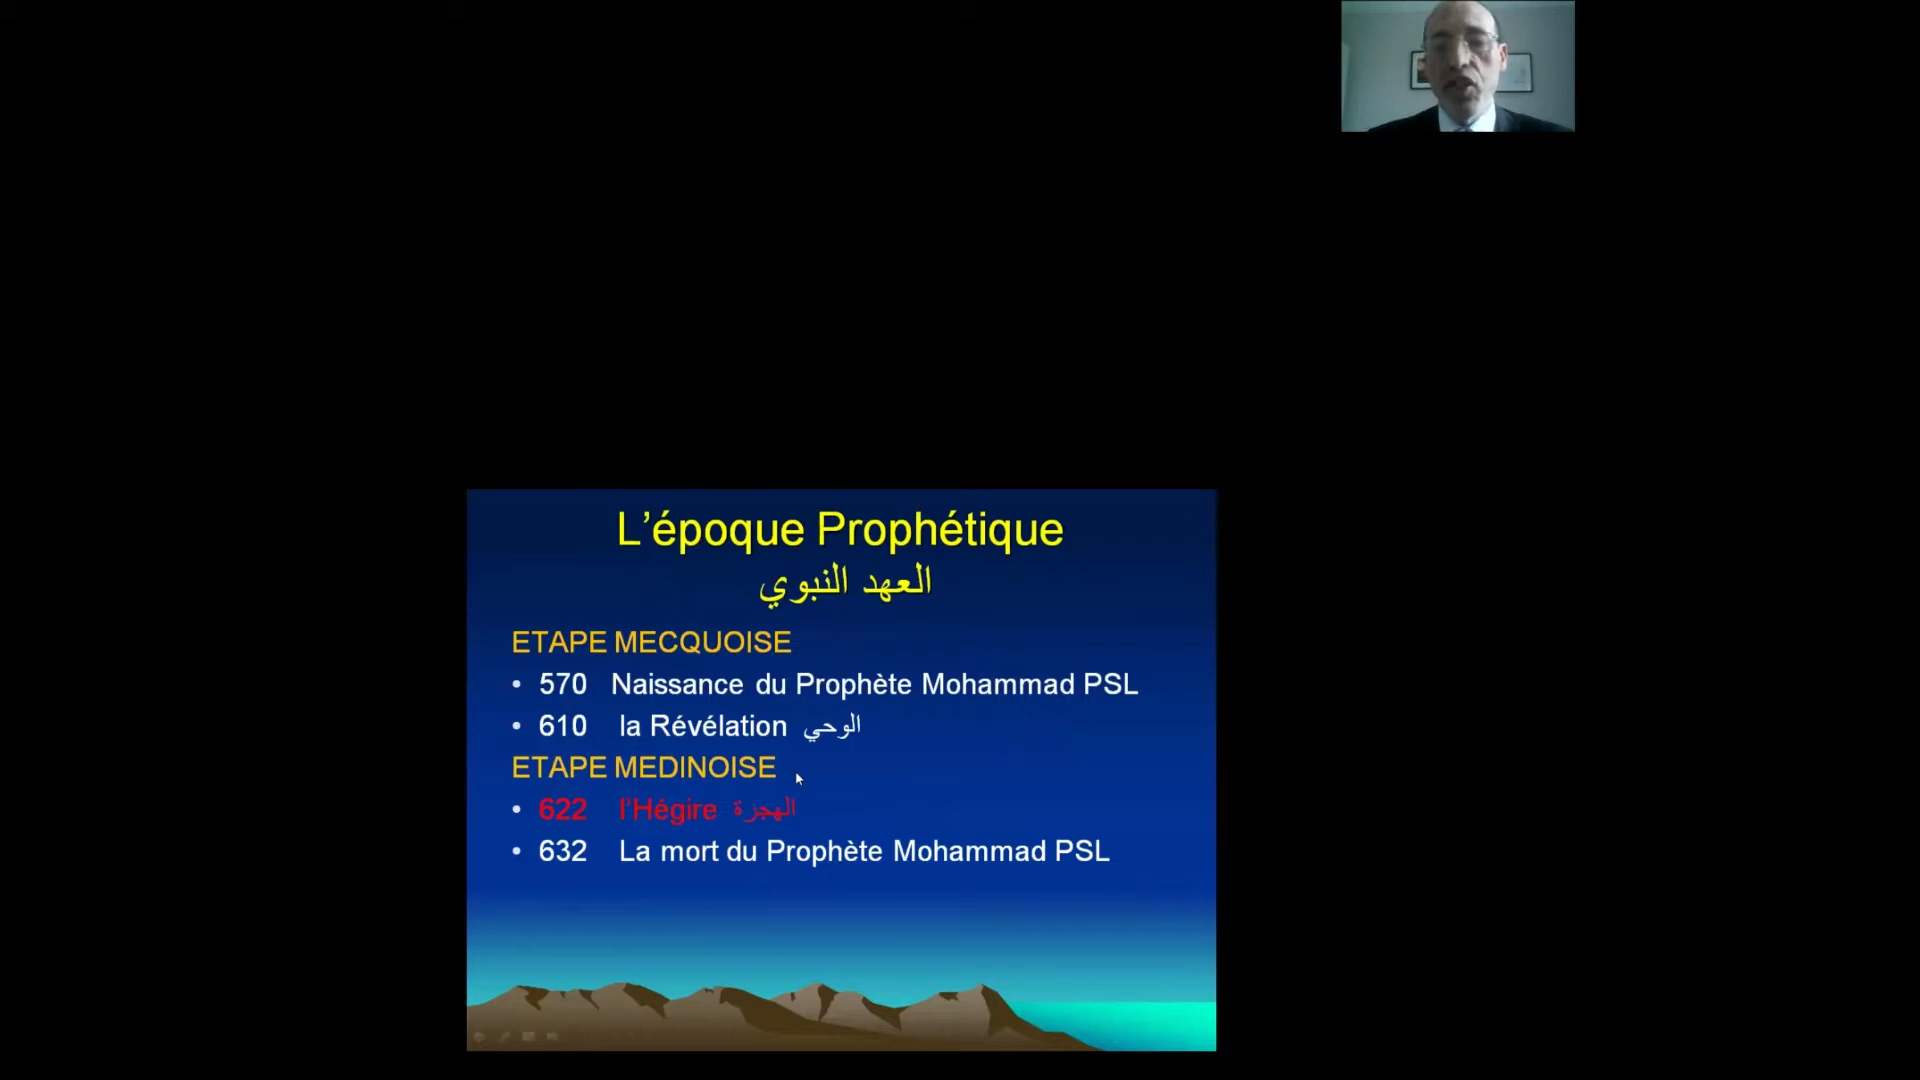 L’époque Prophétique
العهد النبوي
ETAPE MECQUOISE
• 570 Naissance du Prophète Mohammad PSL
• 610 la Révélation الوحي
ETAPE MEDINOISE
• 622 l’Hégire الهجرة
• 632 La mort du Prophète Mohammad PSL